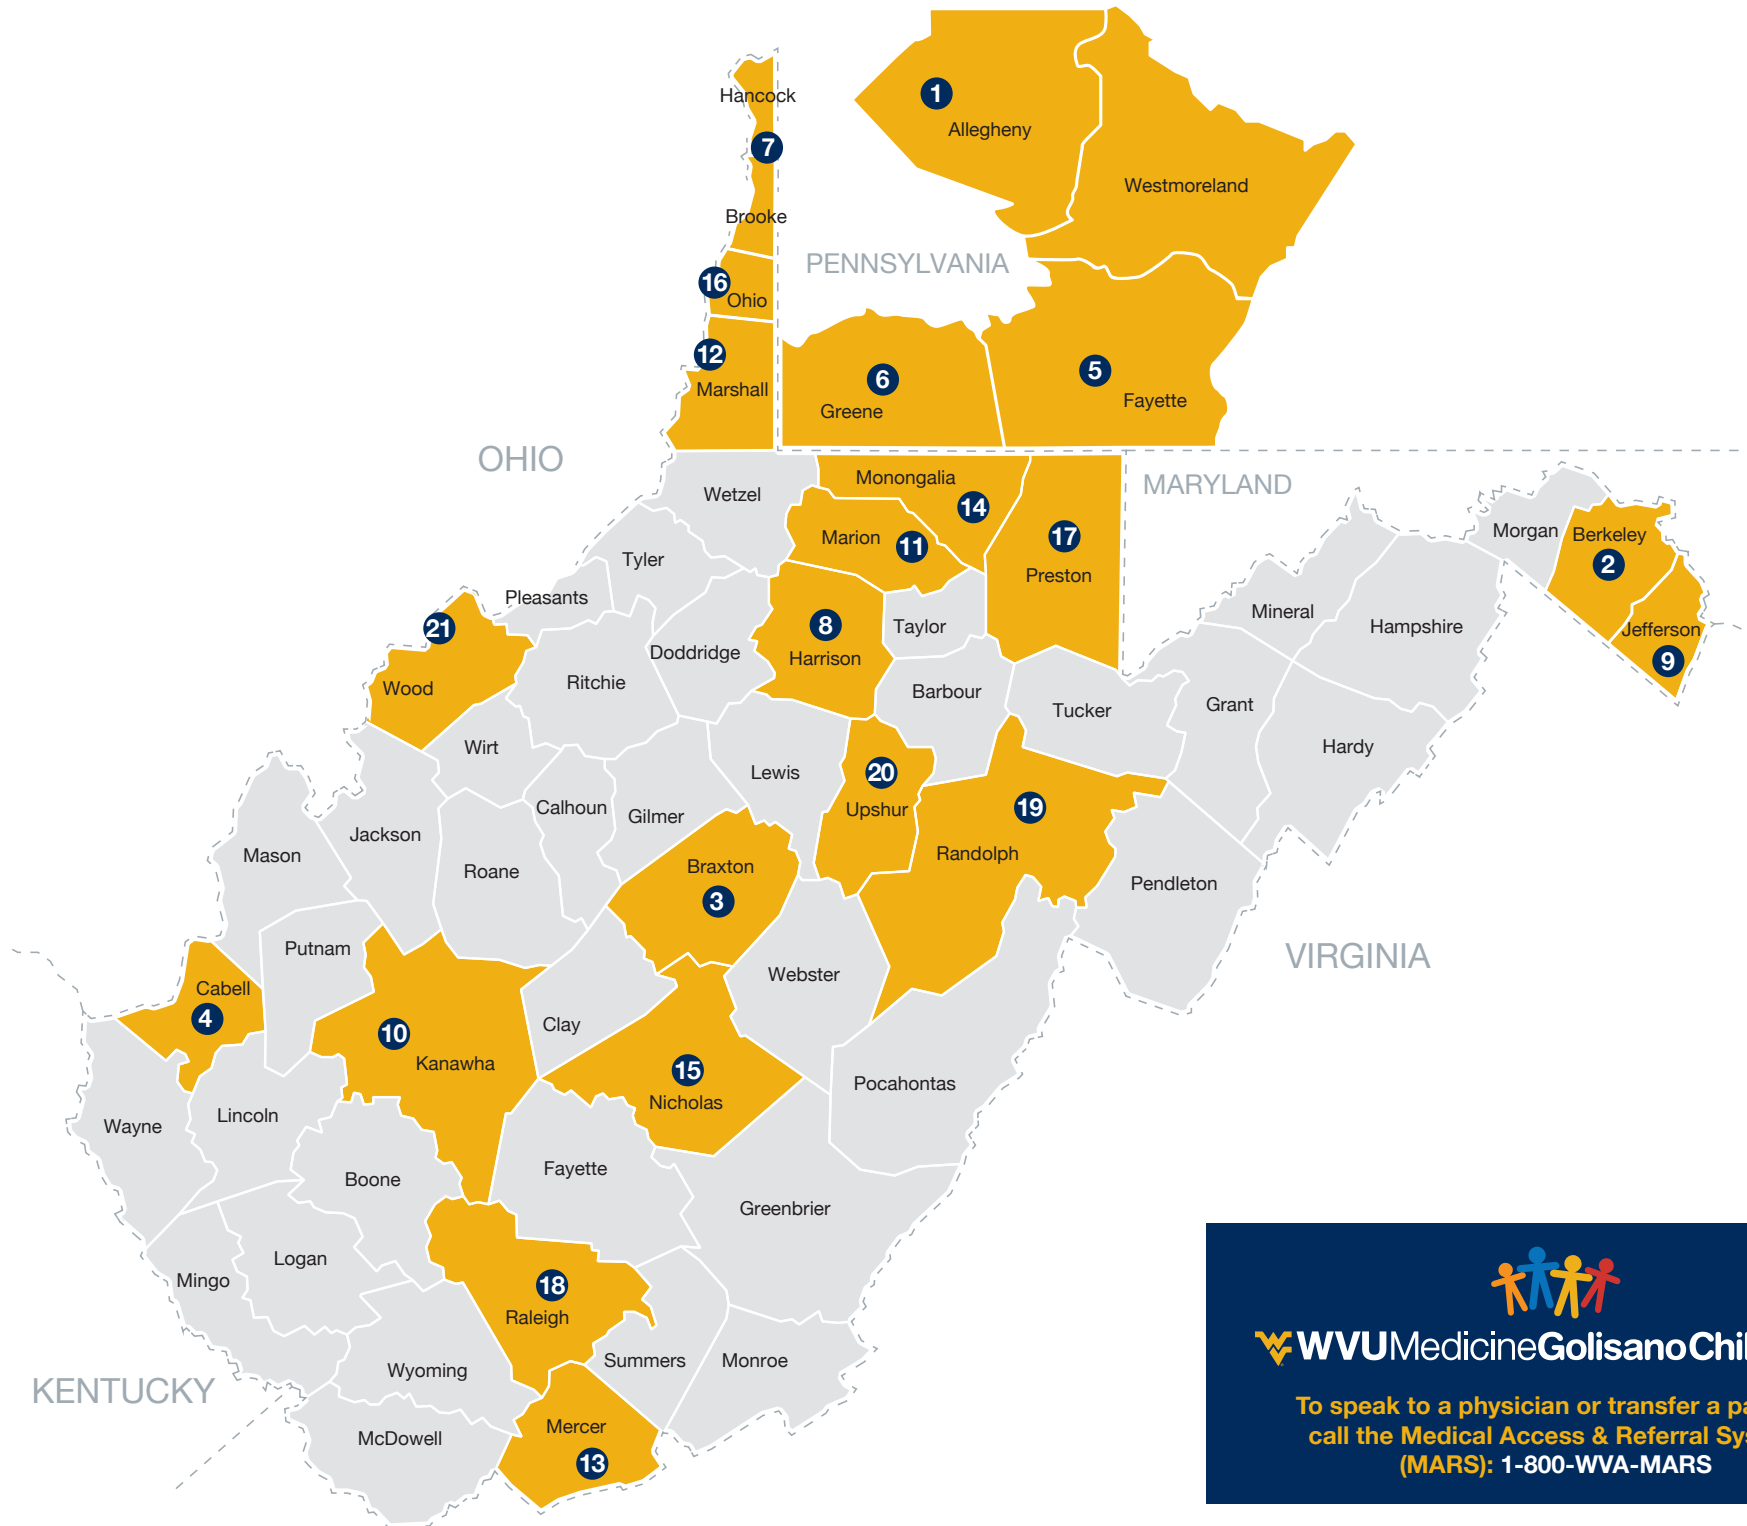 Hancock
7
Brooke
1
Allegheny
Westmoreland
PENNSYLVANIA
16
Ohio
12
Marshall
6
Greene
5
Fayette
OHIO
MARYLAND
Wetzel
Monongalia
14
Marion
11
17
Preston
Morgan
Berkeley
2
Jefferson
9
Tyler
Pleasants
21
Wood
Doddridge
Ritchie
8
Harrison
Taylor
Barbour
Tucker
Mineral
Hampshire
Grant
Hardy
Wirt
Lewis
20
Upshur
19
Randolph
Calhoun
Gilmer
Jackson
Mason
Roane
Braxton
3
Pendleton
VIRGINIA
Putnam
Cabell
4
10
Kanawha
Clay
Webster
15
Nicholas
Pocahontas
Wayne
Lincoln
Boone
Fayette
Greenbrier
Logan
Mingo
18
Raleigh
Summers
Monroe
Wyoming
KENTUCKY
McDowell
Mercer
13
WVUMedicineGolisanoChi
To speak to a physician or transfer a pa
call the Medical Access & Referral Sys
(MARS): 1-800-WVA-MARS